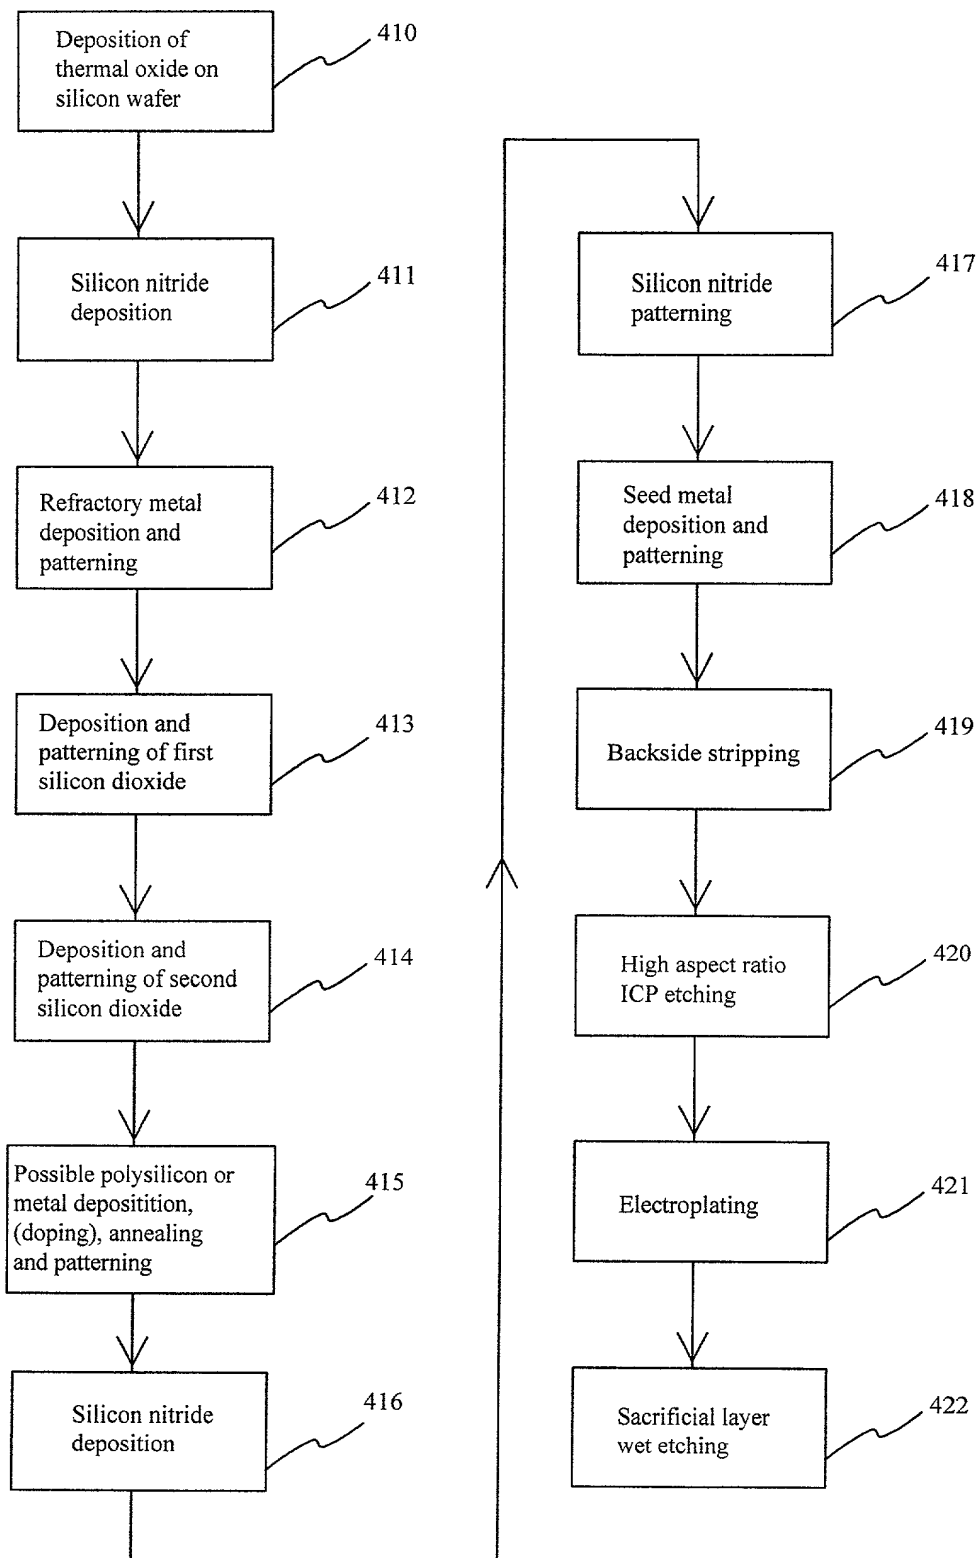 Deposition of
thermal oxide on
silicon wafer
410
Silicon nitride
deposition
411
Refractory metal
deposition and
patterning
412
Deposition and
patterning of first
silicon dioxide
413
Deposition and
patterning of second
silicon dioxide
414
Possible polysilicon or
metal depositition,
(doping), annealing
and patterning
415
Silicon nitride
deposition
416
Silicon nitride
patterning
417
Seed metal
deposition and
patterning
418
Backside stripping
419
High aspect ratio
ICP etching
420
Electroplating
421
Sacrificial layer
wet etching
422